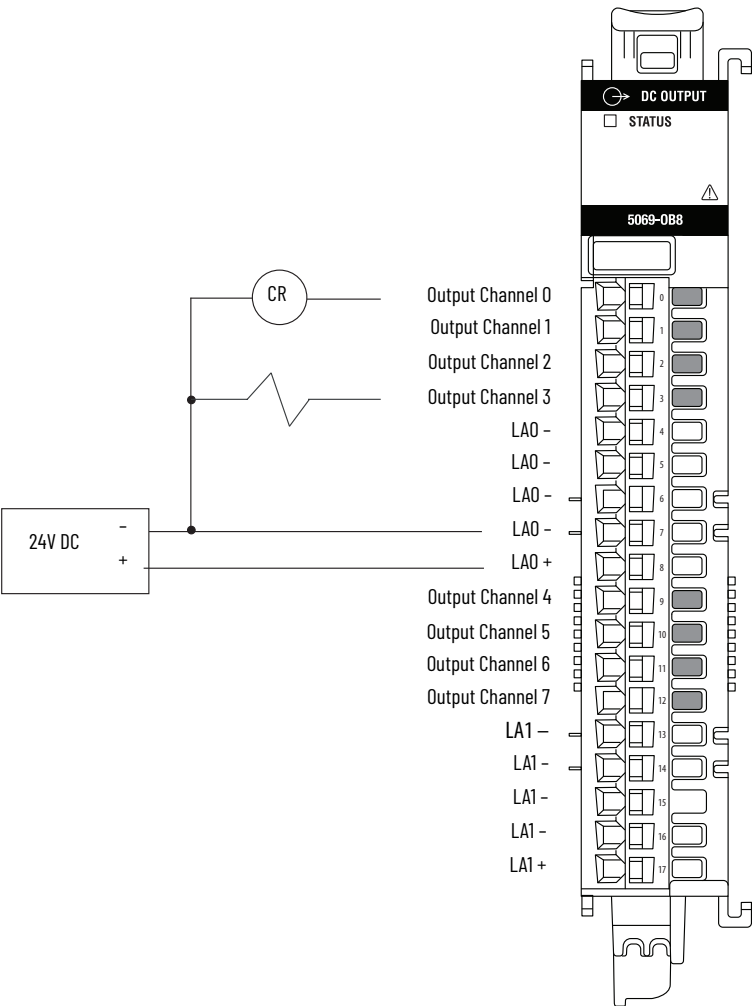 DC OUTPUT
STATUS
5069-OB8
CR
Output Channel 0 0
Output Channel 1 1
Output Channel 2 2
Output Channel 3 3
LA0 – 4
LA0 – 5
LA0 – 6
24V DC – LA0 – 7
+ LA0 + 8
Output Channel 4 9
Output Channel 5 10
Output Channel 6 11
Output Channel 7 12
LA1 – 13
LA1 – 14
LA1 – 15
LA1 – 16
LA1 + 17